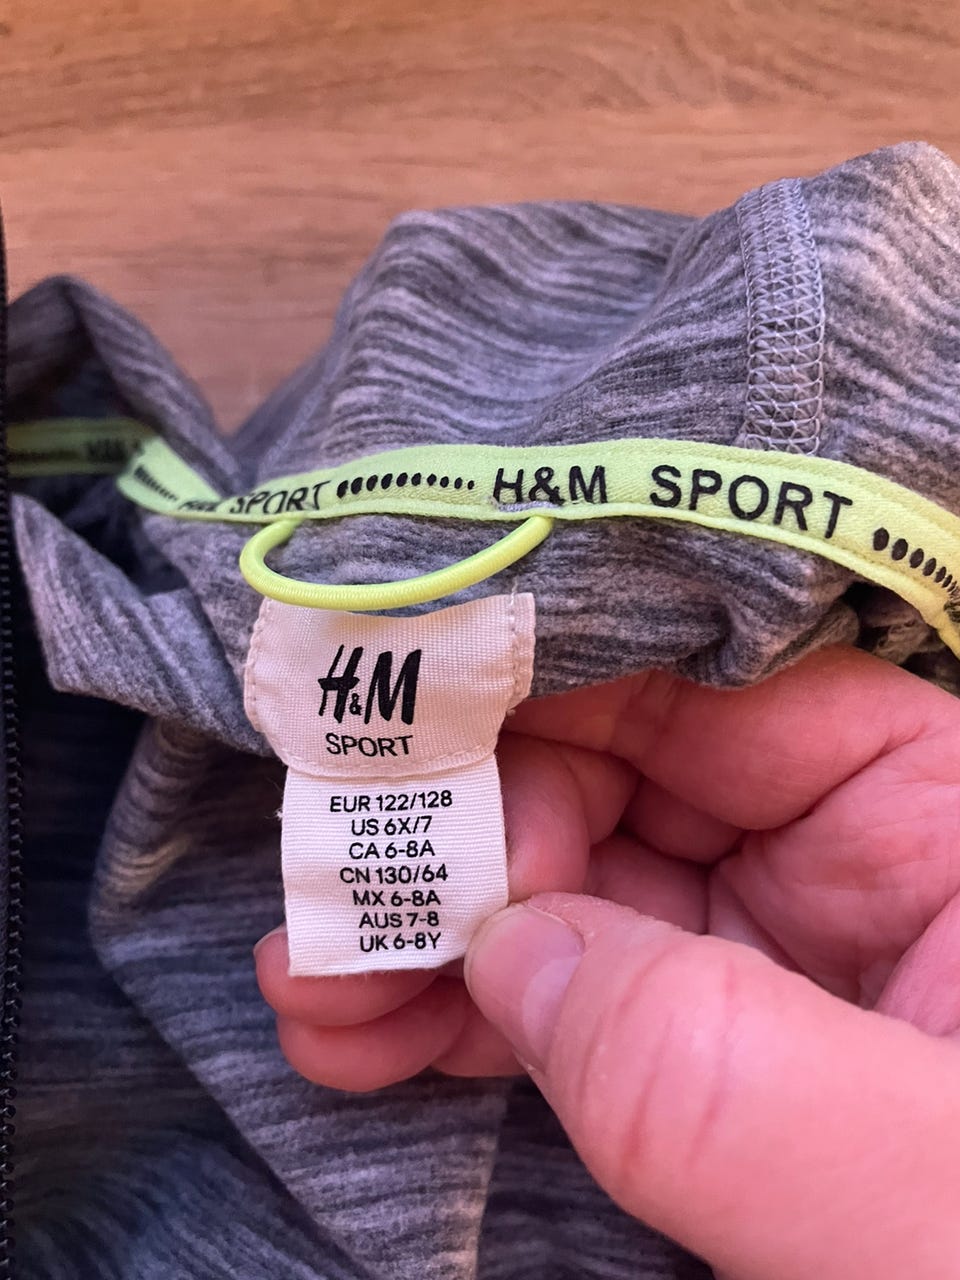 H&M SPORT
SPORT
H&M
SPORT
EUR 122/128
US 6X/7
CA 6-8A
CN 130/64
MX 6-8A
AUS 7-8
UK 6-8Y